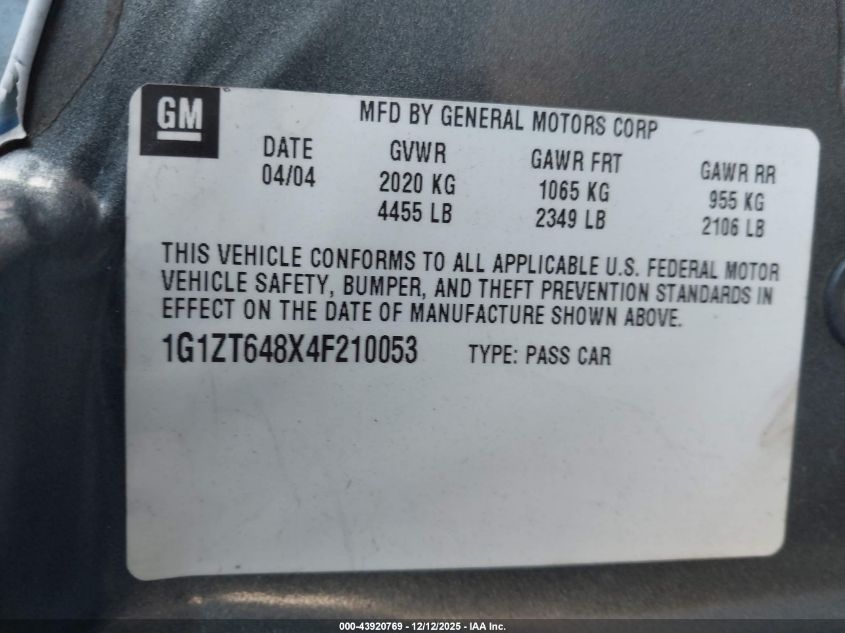 GM
MFD BY GENERAL MOTORS CORP
DATE GVWR GAWR FRT GAWR RR
04/04 2020 KG 1065 KG 955 KG
4455 LB 2349 LB 2106 LB
THIS VEHICLE CONFORMS TO ALL APPLICABLE U.S. FEDERAL MOTOR
VEHICLE SAFETY, BUMPER, AND THEFT PREVENTION STANDARDS IN
EFFECT ON THE DATE OF MANUFACTURE SHOWN ABOVE.
1G1ZT648X4F210053 TYPE: PASS CAR
000-43920769 - 12/12/2025 - IAA Inc.